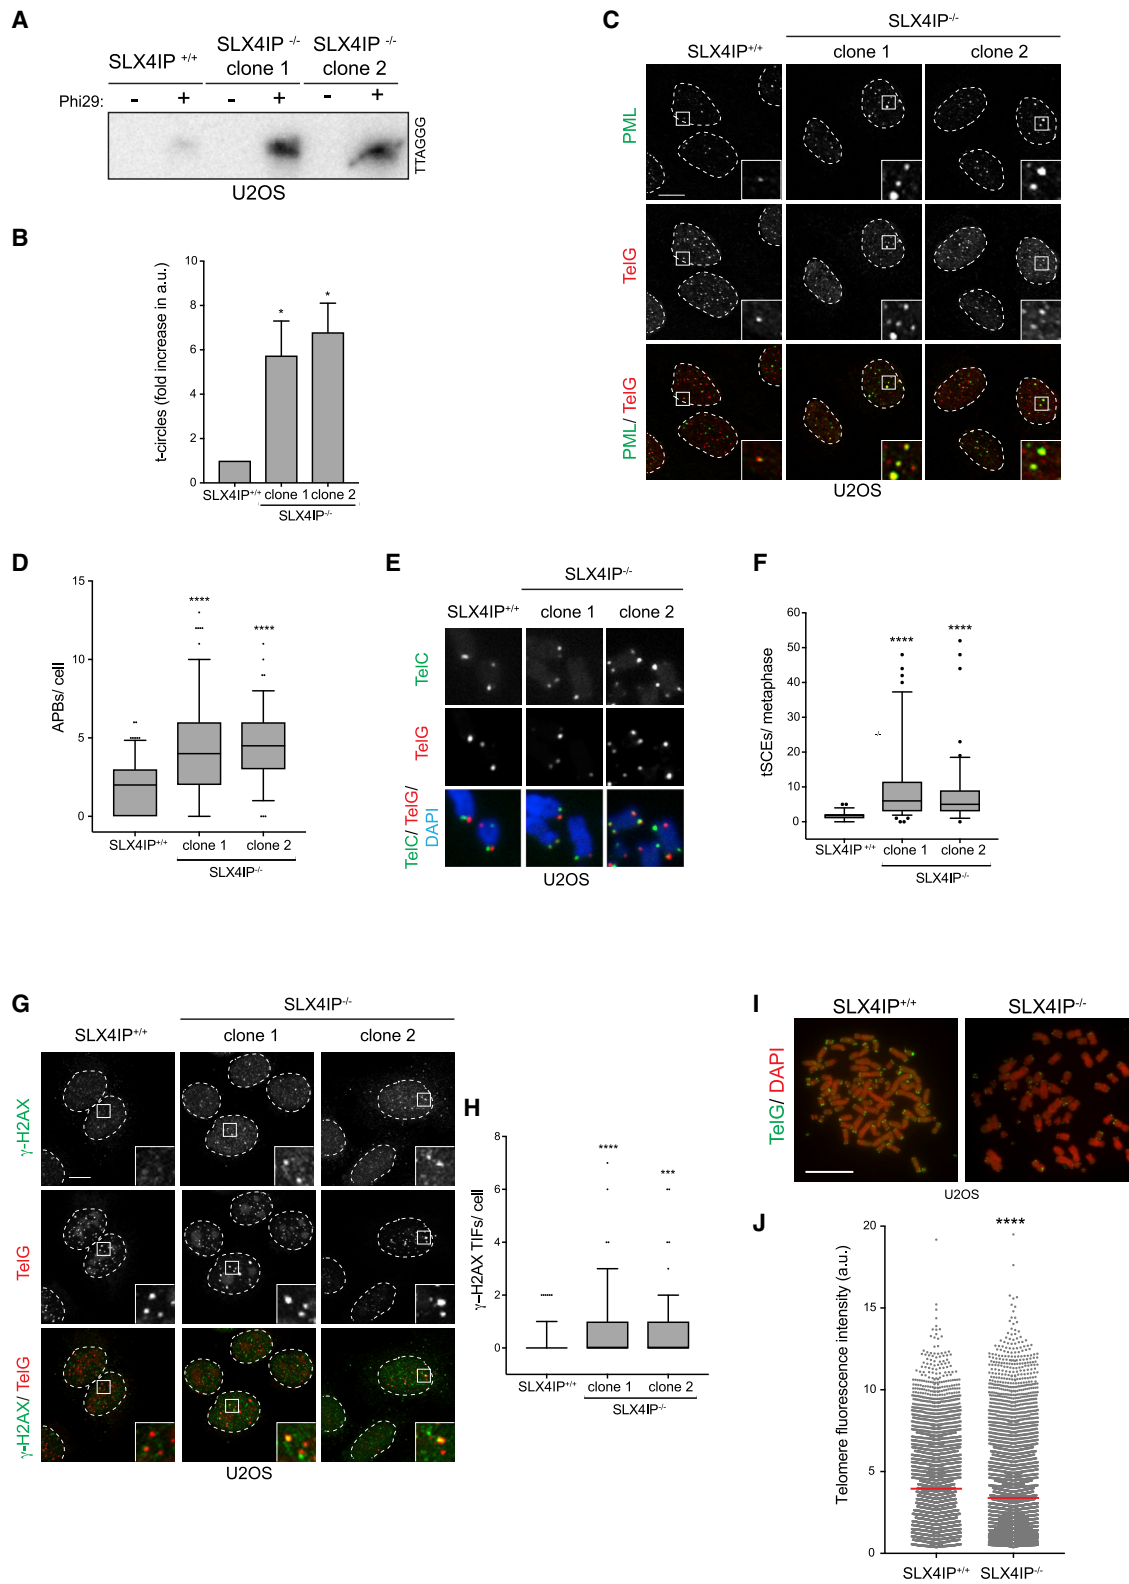 A
SLX4IP +/+
SLX4IP -/-
clone 1
SLX4IP -/-
clone 2
Phi29:
-
+
-
+
-
+
TTAGGG
U2OS
B
t-circles (fold increase in a.u.)
10
8
6
4
2
0
*
*
SLX4IP+/+
clone 1
clone 2
SLX4IP-/-
C
SLX4IP-/-
SLX4IP+/+
clone 1
clone 2
PML
TelG
PML/ TelG
U2OS
D
APBs/ cell
15
10
5
0
****
****
SLX4IP+/+
clone 1
clone 2
SLX4IP-/-
E
SLX4IP-/-
SLX4IP+/+
clone 1
clone 2
TelC
TelG
TelC/ TelG/
DAPI
U2OS
F
tSCEs/ metaphase
60
50
40
30
20
10
0
-/-
****
****
SLX4IP+/+
clone 1
clone 2
SLX4IP-/-
G
SLX4IP-/-
SLX4IP+/+
clone 1
clone 2
γ-H2AX
TelG
γ-H2AX/ TelG
U2OS
H
γ-H2AX TIFs/ cell
8
6
4
2
0
****
***
SLX4IP+/+
clone 1
clone 2
SLX4IP-/-
I
SLX4IP+/+
SLX4IP-/-
TelG/ DAPI
U2OS
J
Telomere fluorescence intensity (a.u.)
20
15
10
5
0
****
SLX4IP+/+
SLX4IP-/-